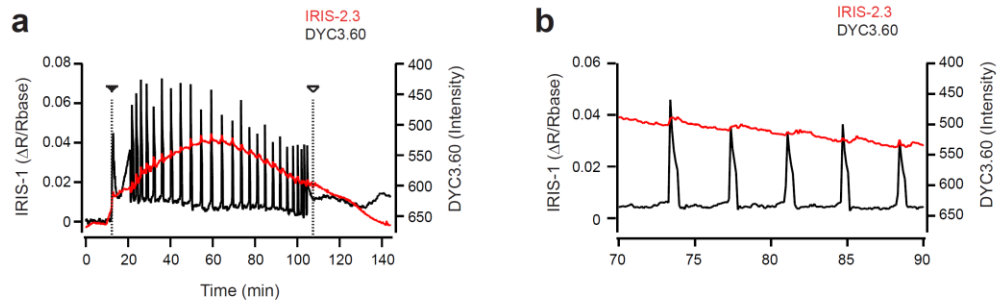 a
IRIS-2.3
DYC3.60
IRIS-1 (ΔR/Rbase)
0.08
0.06
0.04
0.02
0
400
450
500
550
600
650
DYC3.60 (Intensity)
0 20 40 60 80 100 120 140
Time (min)
b
IRIS-2.3
DYC3.60
IRIS-1 (ΔR/Rbase)
0.06
0.04
0.02
0
400
450
500
550
600
650
DYC3.60 (Intensity)
70 75 80 85 90